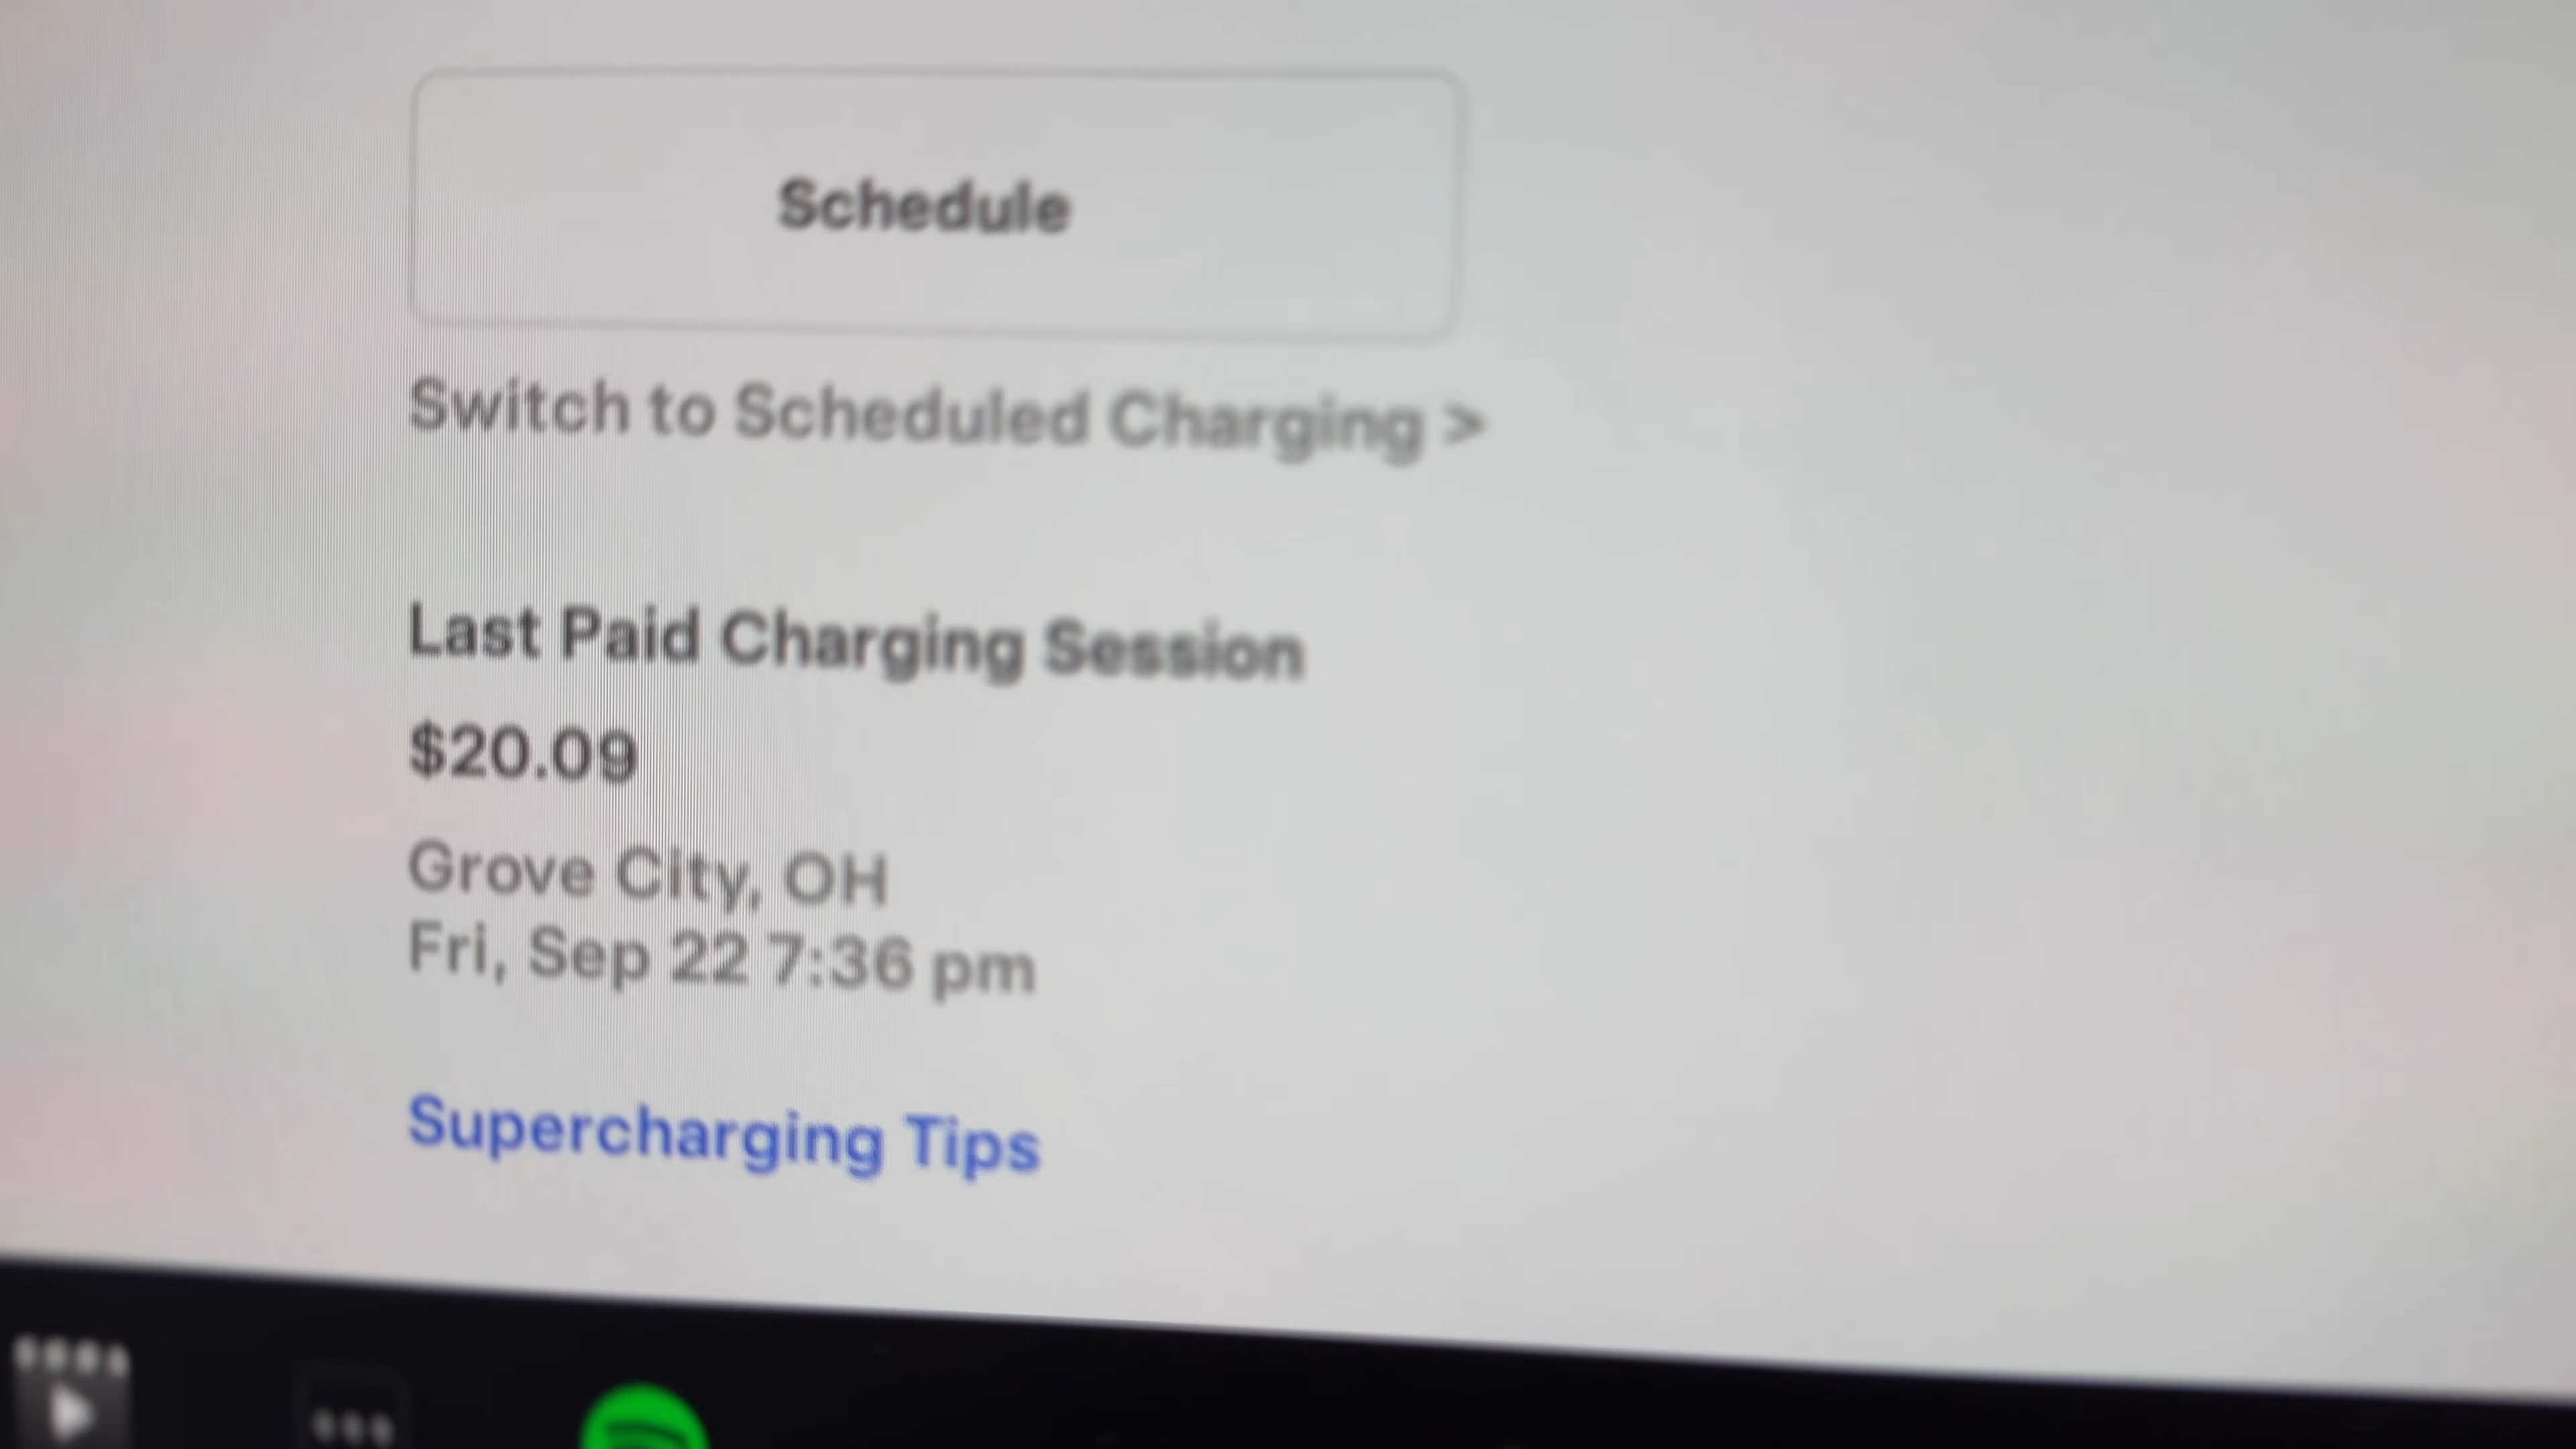 Schedule
Switch to Scheduled Charging >
Last Paid Charging Session
$20.09
Grove City, OH
Fri, Sep 22 7:36 pm
Supercharging Tips